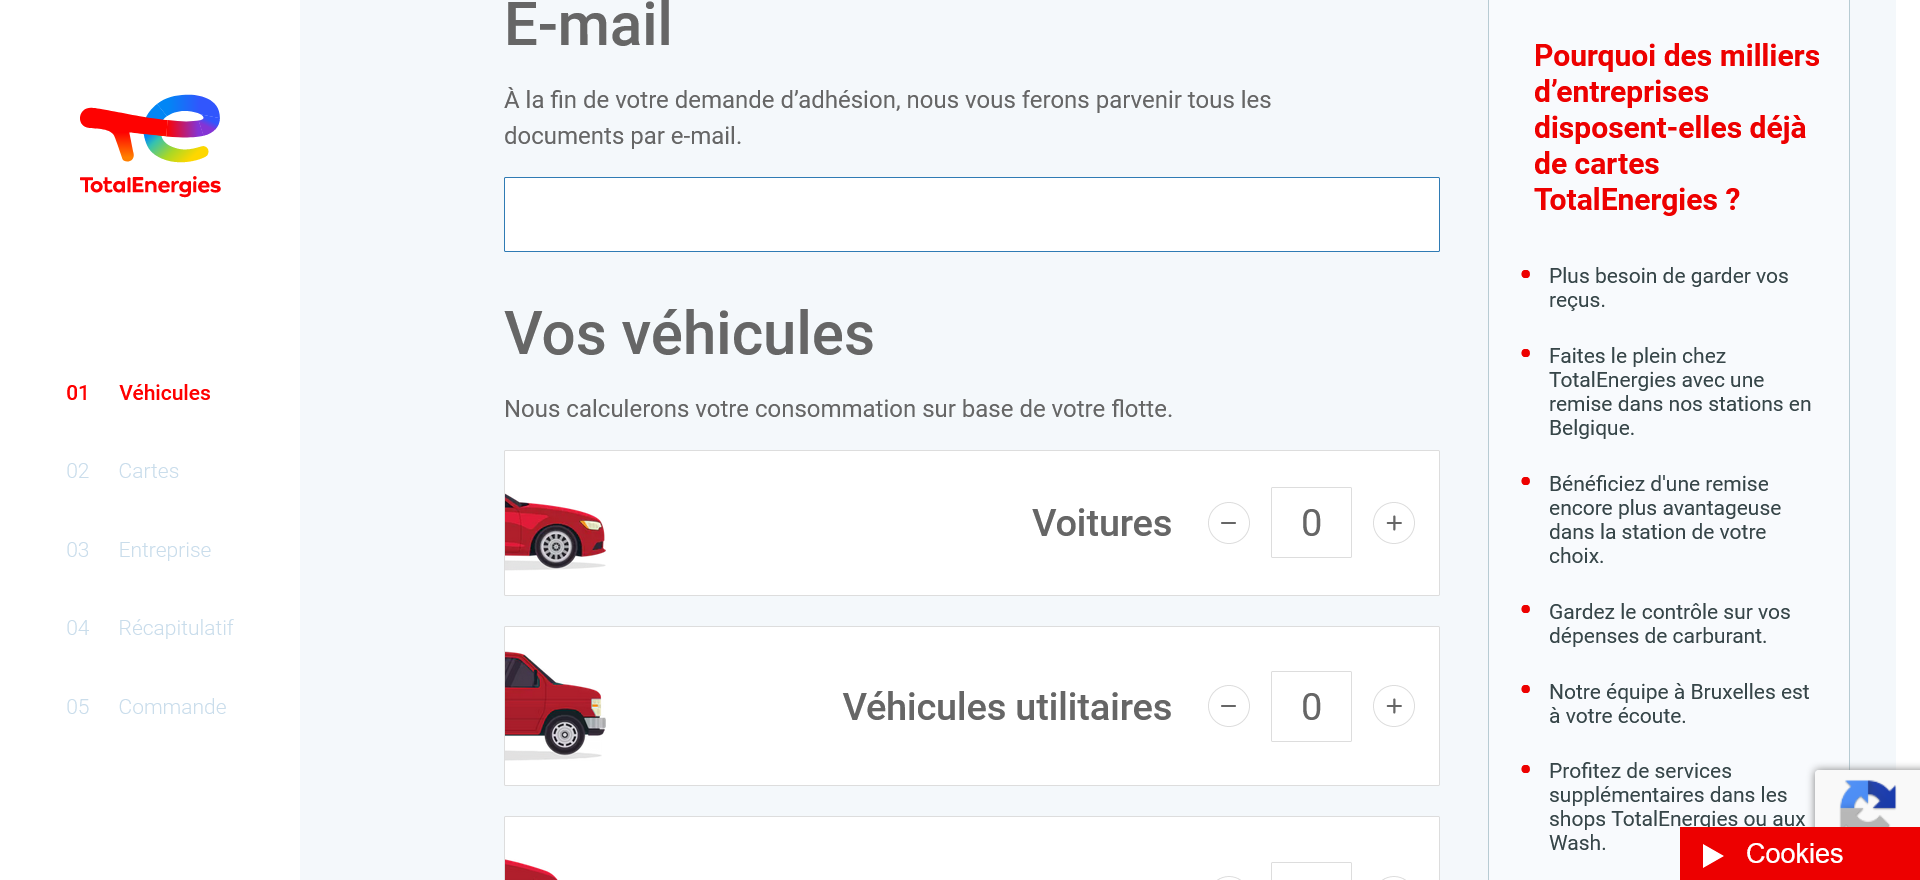 TotalEnergies
01 Véhicules
02 Cartes
03 Entreprise
04 Récapitulatif
05 Commande
E-mail
À la fin de votre demande d’adhésion, nous vous ferons parvenir tous les
documents par e-mail.
Vos véhicules
Nous calculerons votre consommation sur base de votre flotte.
Voitures − 0 +
Véhicules utilitaires − 0 +
Pourquoi des milliers
d’entreprises
disposent-elles déjà
de cartes
TotalEnergies ?
Plus besoin de garder vos
reçus.
Faites le plein chez
TotalEnergies avec une
remise dans nos stations en
Belgique.
Bénéficiez d'une remise
encore plus avantageuse
dans la station de votre
choix.
Gardez le contrôle sur vos
dépenses de carburant.
Notre équipe à Bruxelles est
à votre écoute.
Profitez de services
supplémentaires dans les
shops TotalEnergies ou aux
Wash.
Cookies